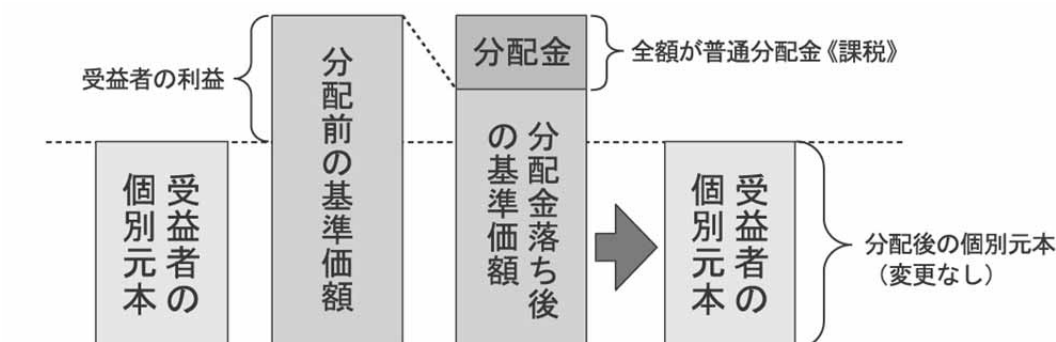 受益者の利益
受益者の
個別元本
分配前の基準価額
分配金
全額が普通分配金《課税》
分配金落ち後
の基準価額
受益者の
個別元本
分配後の個別元本
（変更なし）